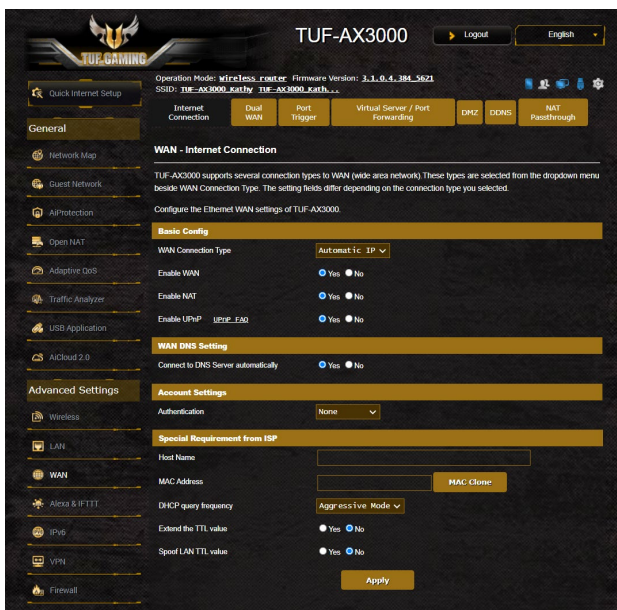 TUF GAMING
TUF-AX3000
Logout
English
Quick Internet Setup
Operation Mode: Wireless router Firmware Version: 3.1.0.4.384_5621
SSID: TUF-AX3000_Kathy TUF-AX3000_Kath...
Internet Connection
Dual WAN
Port Trigger
Virtual Server / Port Forwarding
DMZ
DDNS
NAT Passthrough
General
Network Map
Guest Network
AiProtection
Open NAT
Adaptive QoS
Traffic Analyzer
USB Application
AiCloud 2.0
Advanced Settings
Wireless
LAN
WAN
Alexa & IFTTT
IPv6
VPN
Firewall
WAN - Internet Connection
TUF-AX3000 supports several connection types to WAN (wide area network).These types are selected from the dropdown menu
beside WAN Connection Type. The setting fields differ depending on the connection type you selected.
Configure the Ethernet WAN settings of TUF-AX3000.
Basic Config
WAN Connection Type Automatic IP
Enable WAN Yes No
Enable NAT Yes No
Enable UPnP UPnP FAQ Yes No
WAN DNS Setting
Connect to DNS Server automatically Yes No
Account Settings
Authentication None
Special Requirement from ISP
Host Name
MAC Address MAC Clone
DHCP query frequency Aggressive Mode
Extend the TTL value Yes No
Spoof LAN TTL value Yes No
Apply